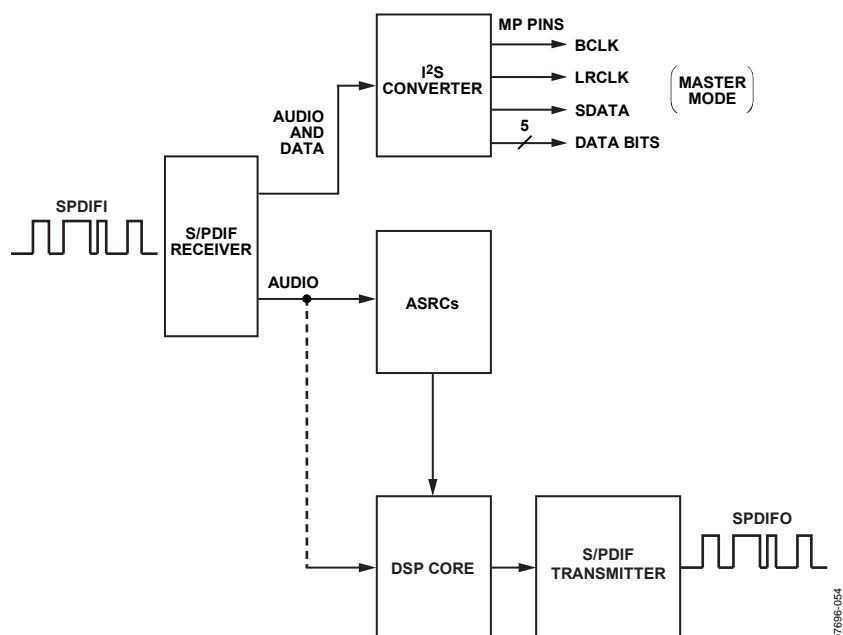 MP PINS
BCLK
I²S
CONVERTER
LRCLK
(MASTER
MODE)
SDATA
5
DATA BITS
AUDIO
AND
DATA
SPDIFI
S/PDIF
RECEIVER
AUDIO
ASRCs
SPDIFO
DSP CORE
S/PDIF
TRANSMITTER
07696-054